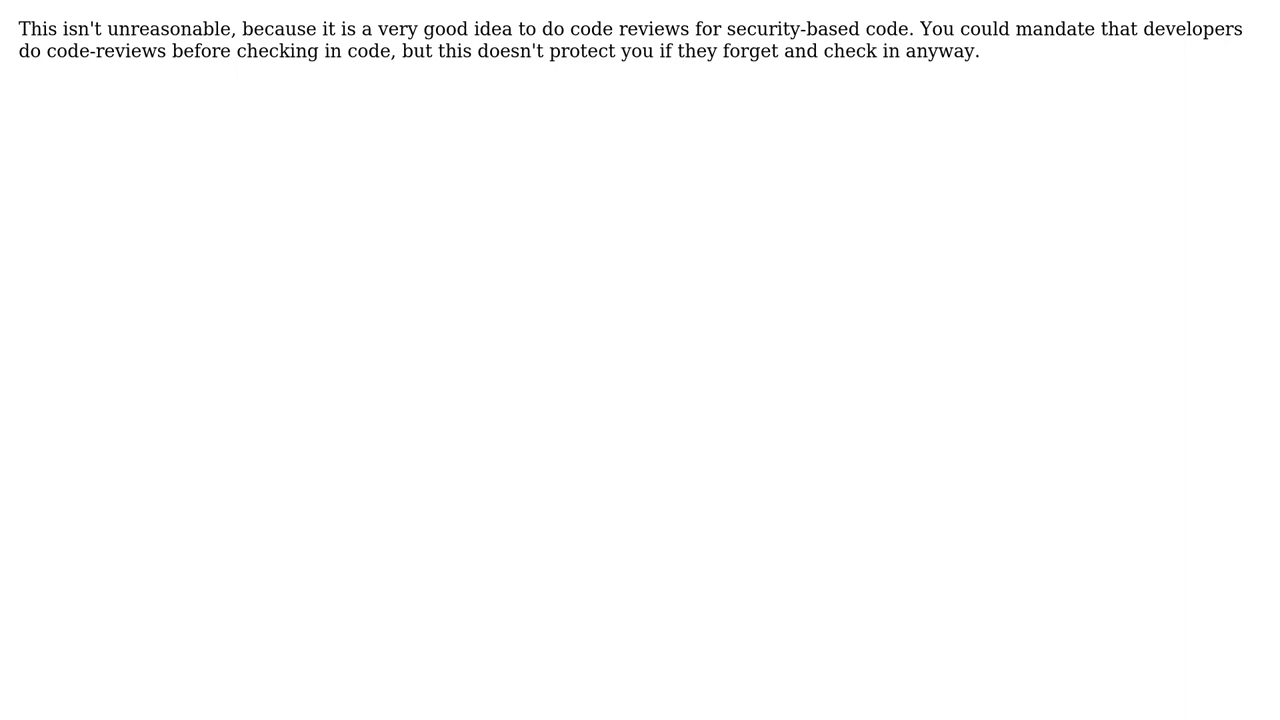 This isn't unreasonable, because it is a very good idea to do code reviews for security-based code. You could mandate that developers
do code-reviews before checking in code, but this doesn't protect you if they forget and check in anyway.